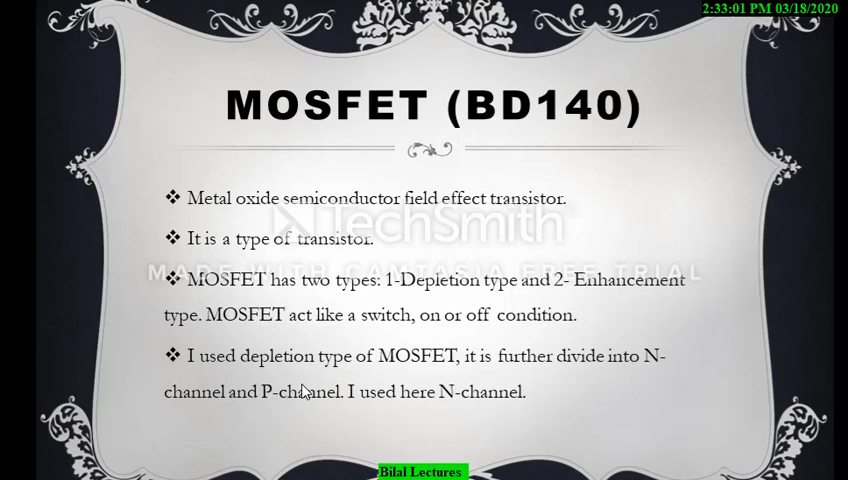 2:33:01 PM 03/18/2020
MOSFET (BD140)
❖ Metal oxide semiconductor field effect transistor.
TechSmith
❖ It is a type of transistor.
MADE WITH CAMTASIA FREE TRIAL
❖ MOSFET has two types: 1-Depletion type and 2- Enhancement
type. MOSFET act like a switch, on or off condition.
❖ I used depletion type of MOSFET, it is further divide into N-
channel and P-channel. I used here N-channel.
Bilal Lectures